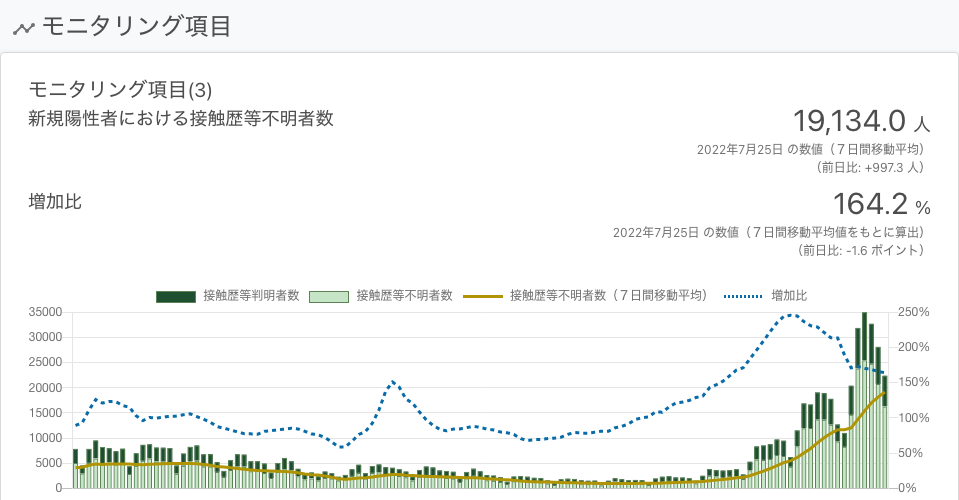 モニタリング項目
モニタリング項目(3)
新規陽性者における接触歴等不明者数
19,134.0 人
2022年7月25日 の数値（７日間移動平均）
（前日比: +997.3 人）
増加比
164.2 %
2022年7月25日 の数値（７日間移動平均値をもとに算出）
（前日比: -1.6 ポイント）
接触歴等判明者数 接触歴等不明者数 接触歴等不明者数（７日間移動平均） 増加比
35000 250%
30000
200%
25000
20000 150%
15000
100%
10000
50%
5000
0 0%